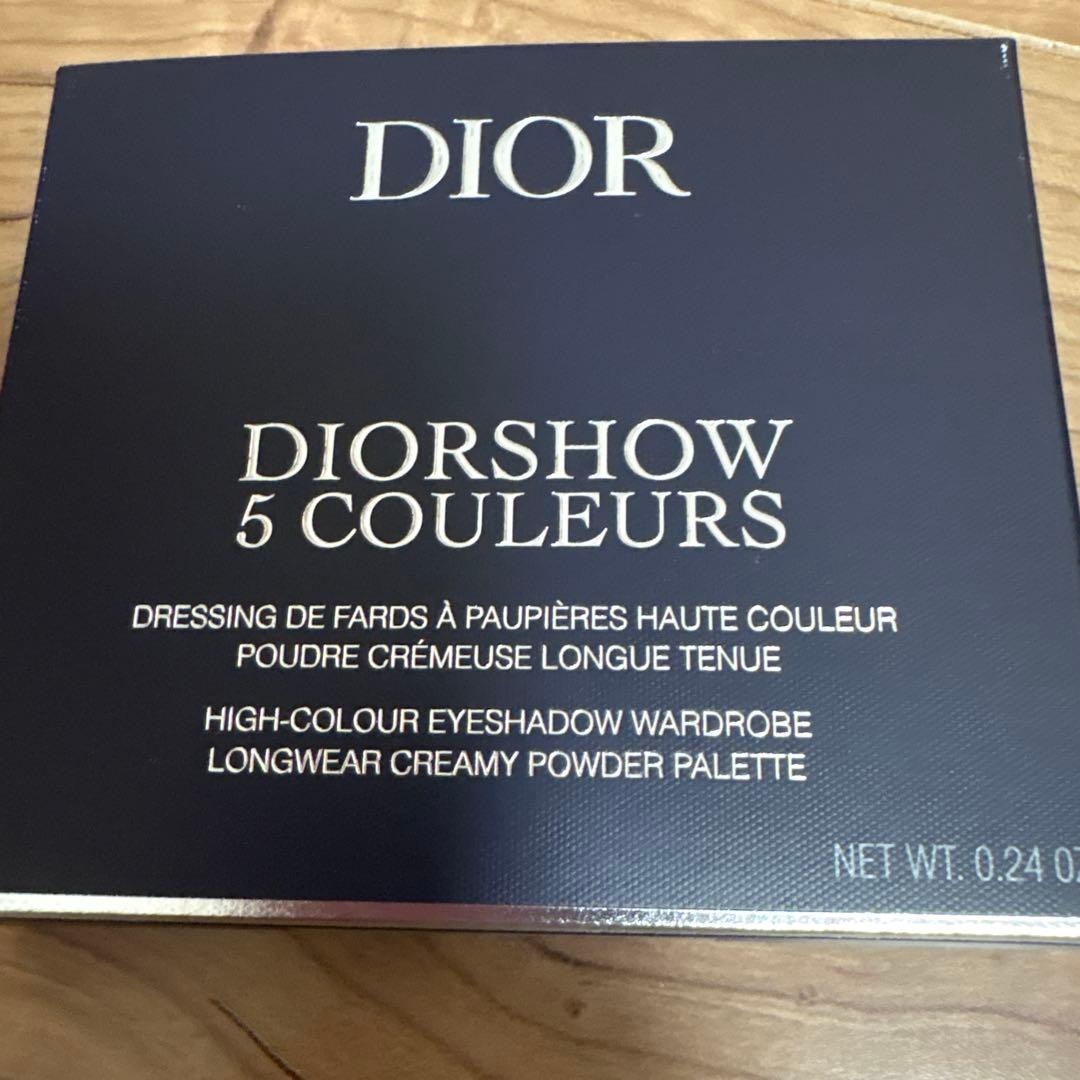 DIOR
DIORSHOW
5 COULEURS
DRESSING DE FARDS À PAUPIÈRES HAUTE COULEUR
POUDRE CRÉMEUSE LONGUE TENUE
HIGH-COLOUR EYESHADOW WARDROBE
LONGWEAR CREAMY POWDER PALETTE
NET WT. 0.24 OZ